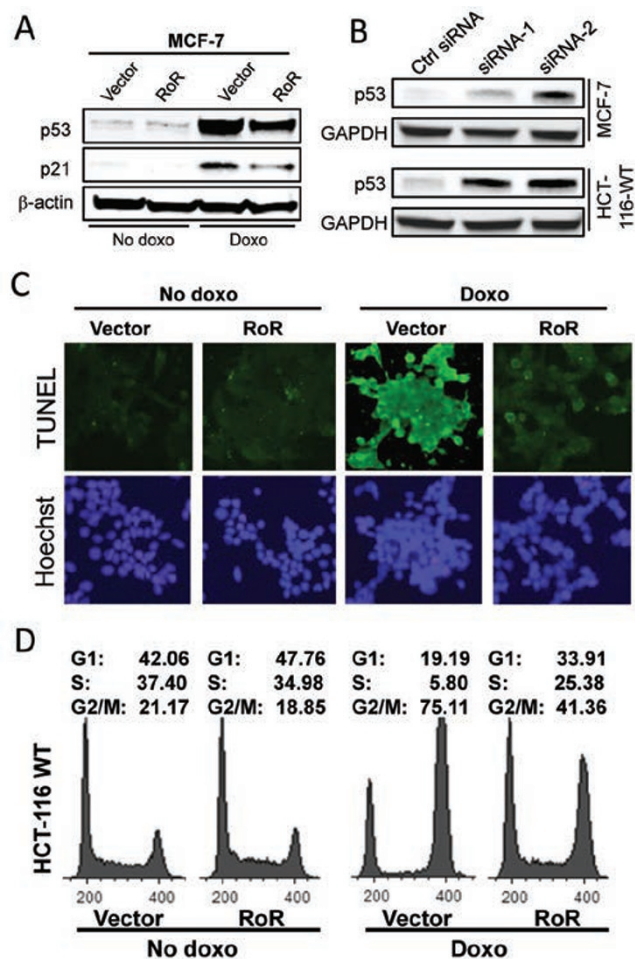 A
MCF-7
Vector RoR Vector RoR
p53
p21
β-actin
No doxo Doxo
B
Ctrl siRNA siRNA-1 siRNA-2
p53
GAPDH
MCF-7
p53
GAPDH
HCT-
116-WT
C
No doxo Doxo
Vector RoR Vector RoR
TUNEL
Hoechst
D
G1: 42.06 G1: 47.76 G1: 19.19 G1: 33.91
S: 37.40 S: 34.98 S: 5.80 S: 25.38
G2/M: 21.17 G2/M: 18.85 G2/M: 75.11 G2/M: 41.36
HCT-116 WT
200 400 200 400 200 400 200 400
Vector RoR Vector RoR
No doxo Doxo